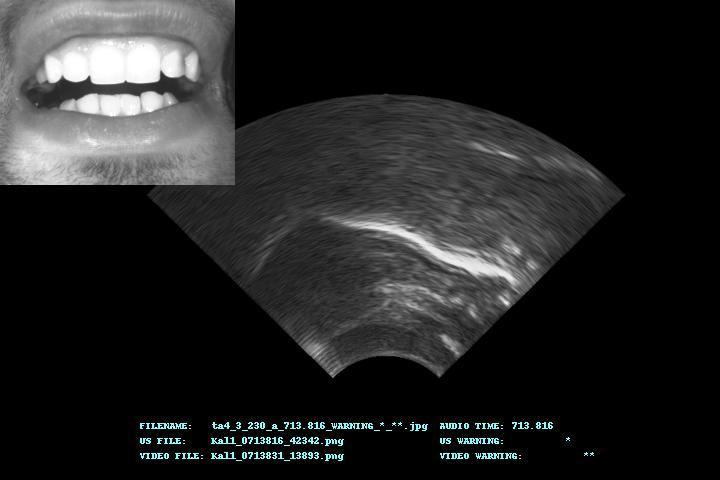 FILENAME: ta4_3_230_a_713.816_WARNING_*_**.jpg AUDIO TIME: 713.816
US FILE: Kal1_0713816_42342.png US WARNING: *
VIDEO FILE: Kal1_0713831_13893.png VIDEO WARNING: **